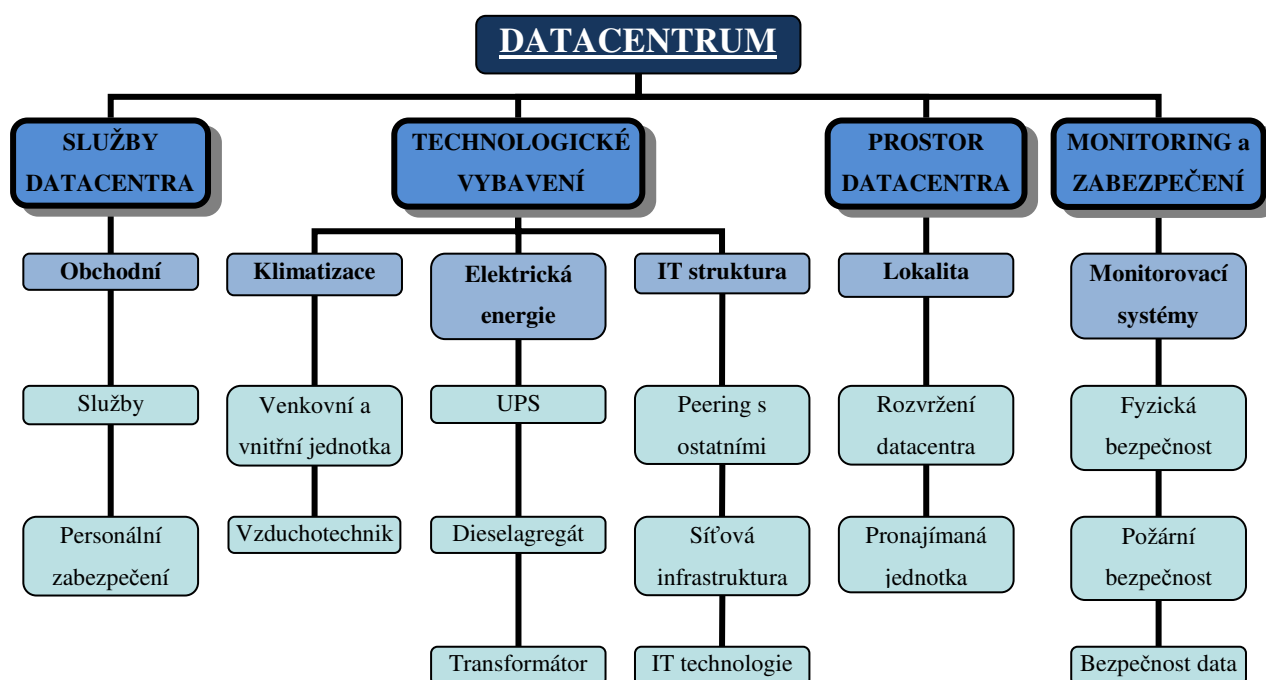 DATACENTRUM
SLUŽBY
DATACENTRA
TECHNOLOGICKÉ
VYBAVENÍ
PROSTOR
DATACENTRA
MONITORING a
ZABEZPEČENÍ
Obchodní
Klimatizace
Elektrická
energie
IT struktura
Lokalita
Monitorovací
systémy
Služby
Venkovní a
vnitřní jednotka
UPS
Peering s
ostatními
Rozvržení
datacentra
Fyzická
bezpečnost
Personální
zabezpečení
Vzduchotechnik
Dieselagregát
Síťová
infrastruktura
Pronajímaná
jednotka
Požární
bezpečnost
Transformátor
IT technologie
Bezpečnost data